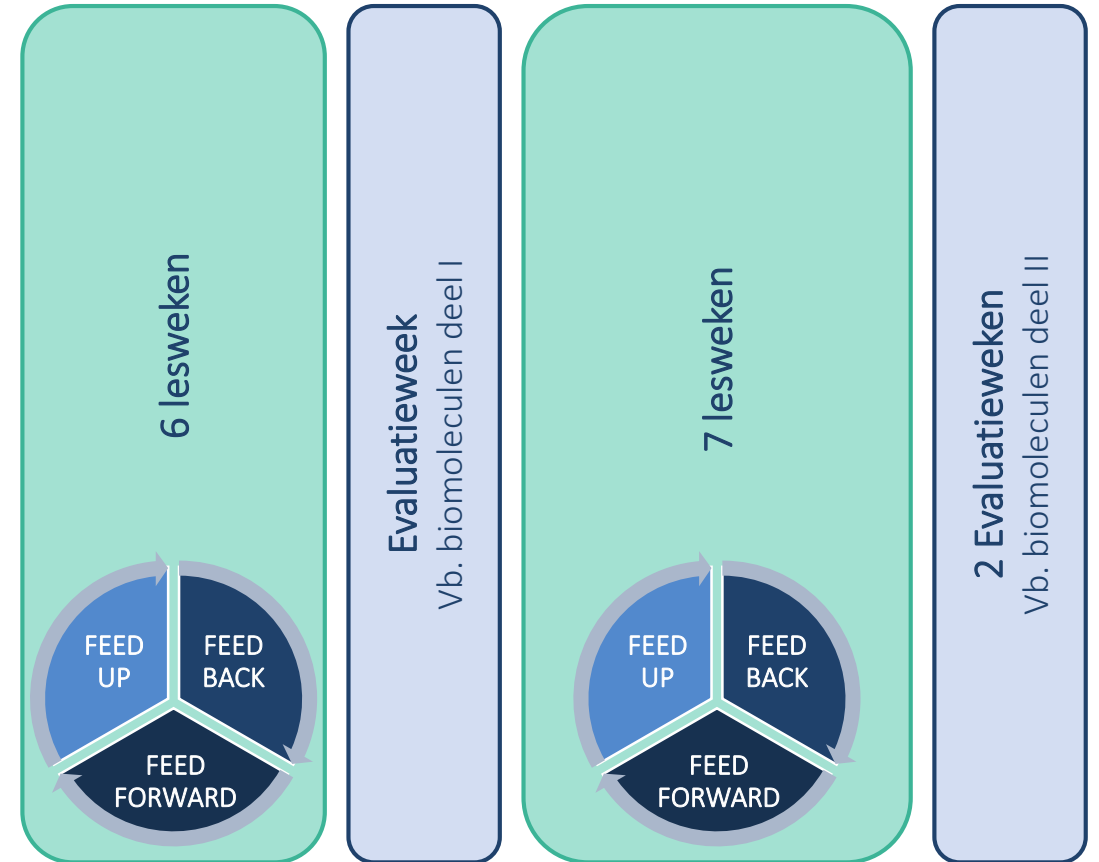 6 lesweken
FEED
UP
FEED
BACK
FEED
FORWARD
Evaluatieweek
Vb. biomoleculen deel I
7 lesweken
FEED
UP
FEED
BACK
FEED
FORWARD
2 Evaluatieweken
Vb. biomoleculen deel II